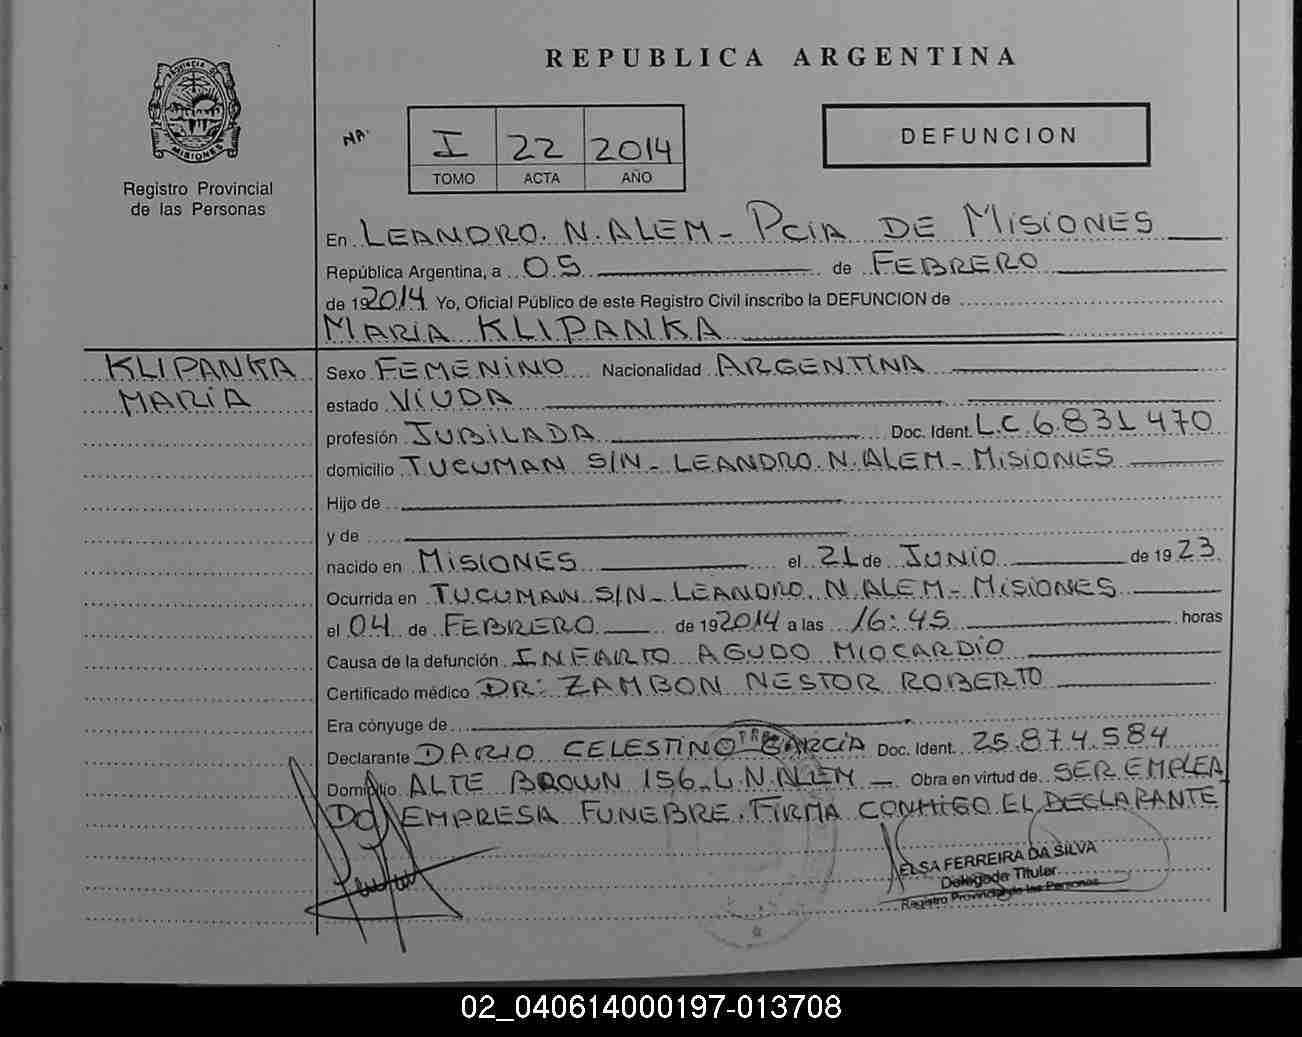 REPUBLICA ARGENTINA
PROVINCIA DE MISIONES
Registro Provincial
de las Personas
Nº
I 22 2014
TOMO ACTA AÑO
DEFUNCION
En LEANDRO. N. ALEM - PCIA DE MISIONES
República Argentina, a 05 de FEBRERO
de 192014 Yo, Oficial Público de este Registro Civil inscribo la DEFUNCION de
MARIA KLIPANKA
KLIPANKA
MARIA
Sexo FEMENINO Nacionalidad ARGENTINA
estado VIUDA
profesión JUBILADA Doc. Ident. L.C 6.831 470
domicilio TUCUMAN S/N - LEANDRO. N. ALEM - MISIONES
Hijo de
y de
nacido en MISIONES el 21 de JUNIO de 19 23
Ocurrida en TUCUMAN S/N - LEANDRO. N. ALEM - MISIONES
el 04 de FEBRERO de 192014 a las 16:45 horas
Causa de la defunción INFARTO AGUDO MIOCARDIO
Certificado médico DR: ZAMBON NESTOR ROBERTO
Era cónyuge de
Declarante DARIO CELESTINO GARCIA Doc. Ident. 25.874.584
Domicilio ALTE BROWN 156. L. N. ALEM - Obra en virtud de SER EMPLEA
DO EMPRESA FUNEBRE. FIRMA CONMIGO EL DECLARANTE
ELSA FERREIRA DA SILVA
Delegada Titular
Registro Provincial de las Personas
02_040614000197-013708